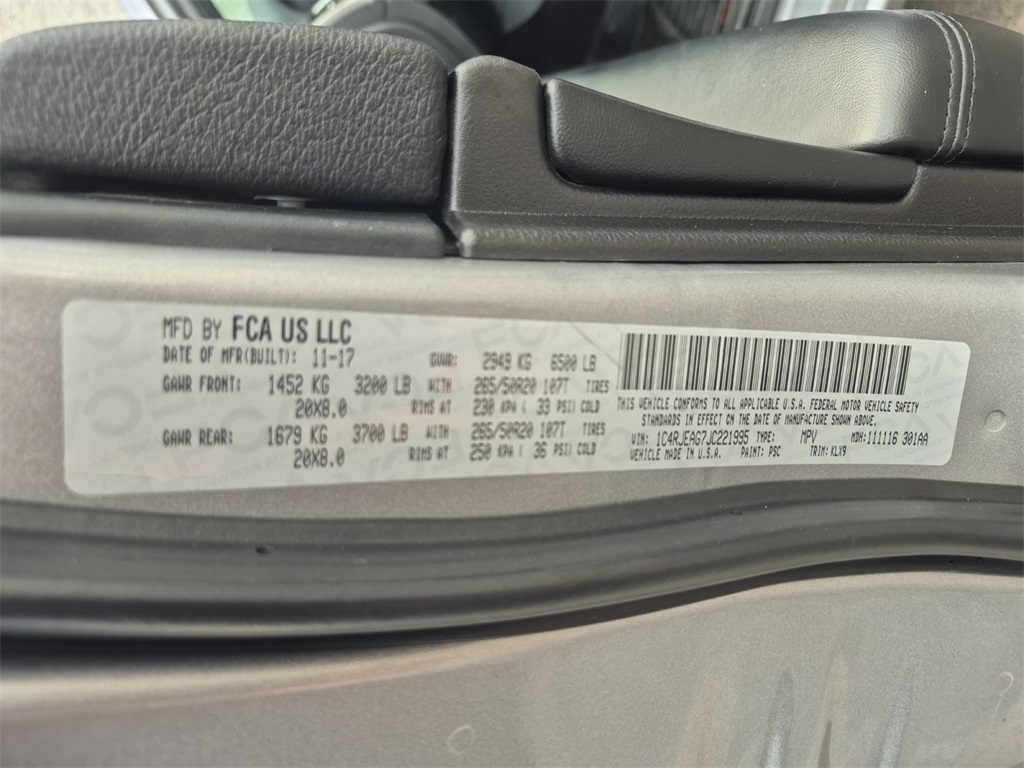 MFD BY FCA US LLC
DATE OF MFR(BUILT): 11-17 GVWR: 2949 KG 6500 LB
GAWR FRONT: 1452 KG 3200 LB WITH 265/50R20 107T TIRES
20X8.0 RIMS AT 230 KPA ( 33 PSI) COLD
GAWR REAR: 1679 KG 3700 LB WITH 265/50R20 107T TIRES
20X8.0 RIMS AT 250 KPA ( 36 PSI) COLD
THIS VEHICLE CONFORMS TO ALL APPLICABLE U.S.A. FEDERAL MOTOR VEHICLE SAFETY
STANDARDS IN EFFECT ON THE DATE OF MANUFACTURE SHOWN ABOVE.
VIN: 1C4RJEAG7JC221995 TYPE: MPV MDH:111116 301AA
VEHICLE MADE IN U.S.A. PAINT: PSC TRIM: KLX9